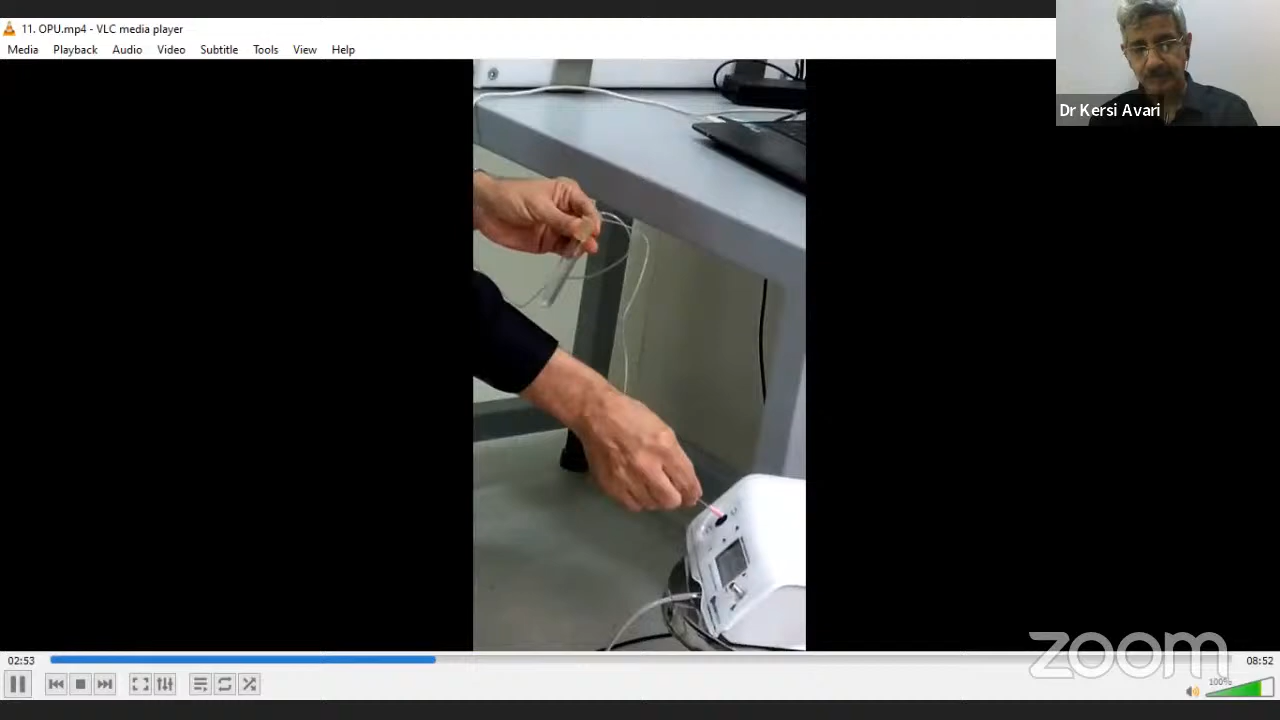 11. OPU.mp4 - VLC media player
Media Playback Audio Video Subtitle Tools View Help
Dr Kersi Avari
zoom
02:53
08:52
100%